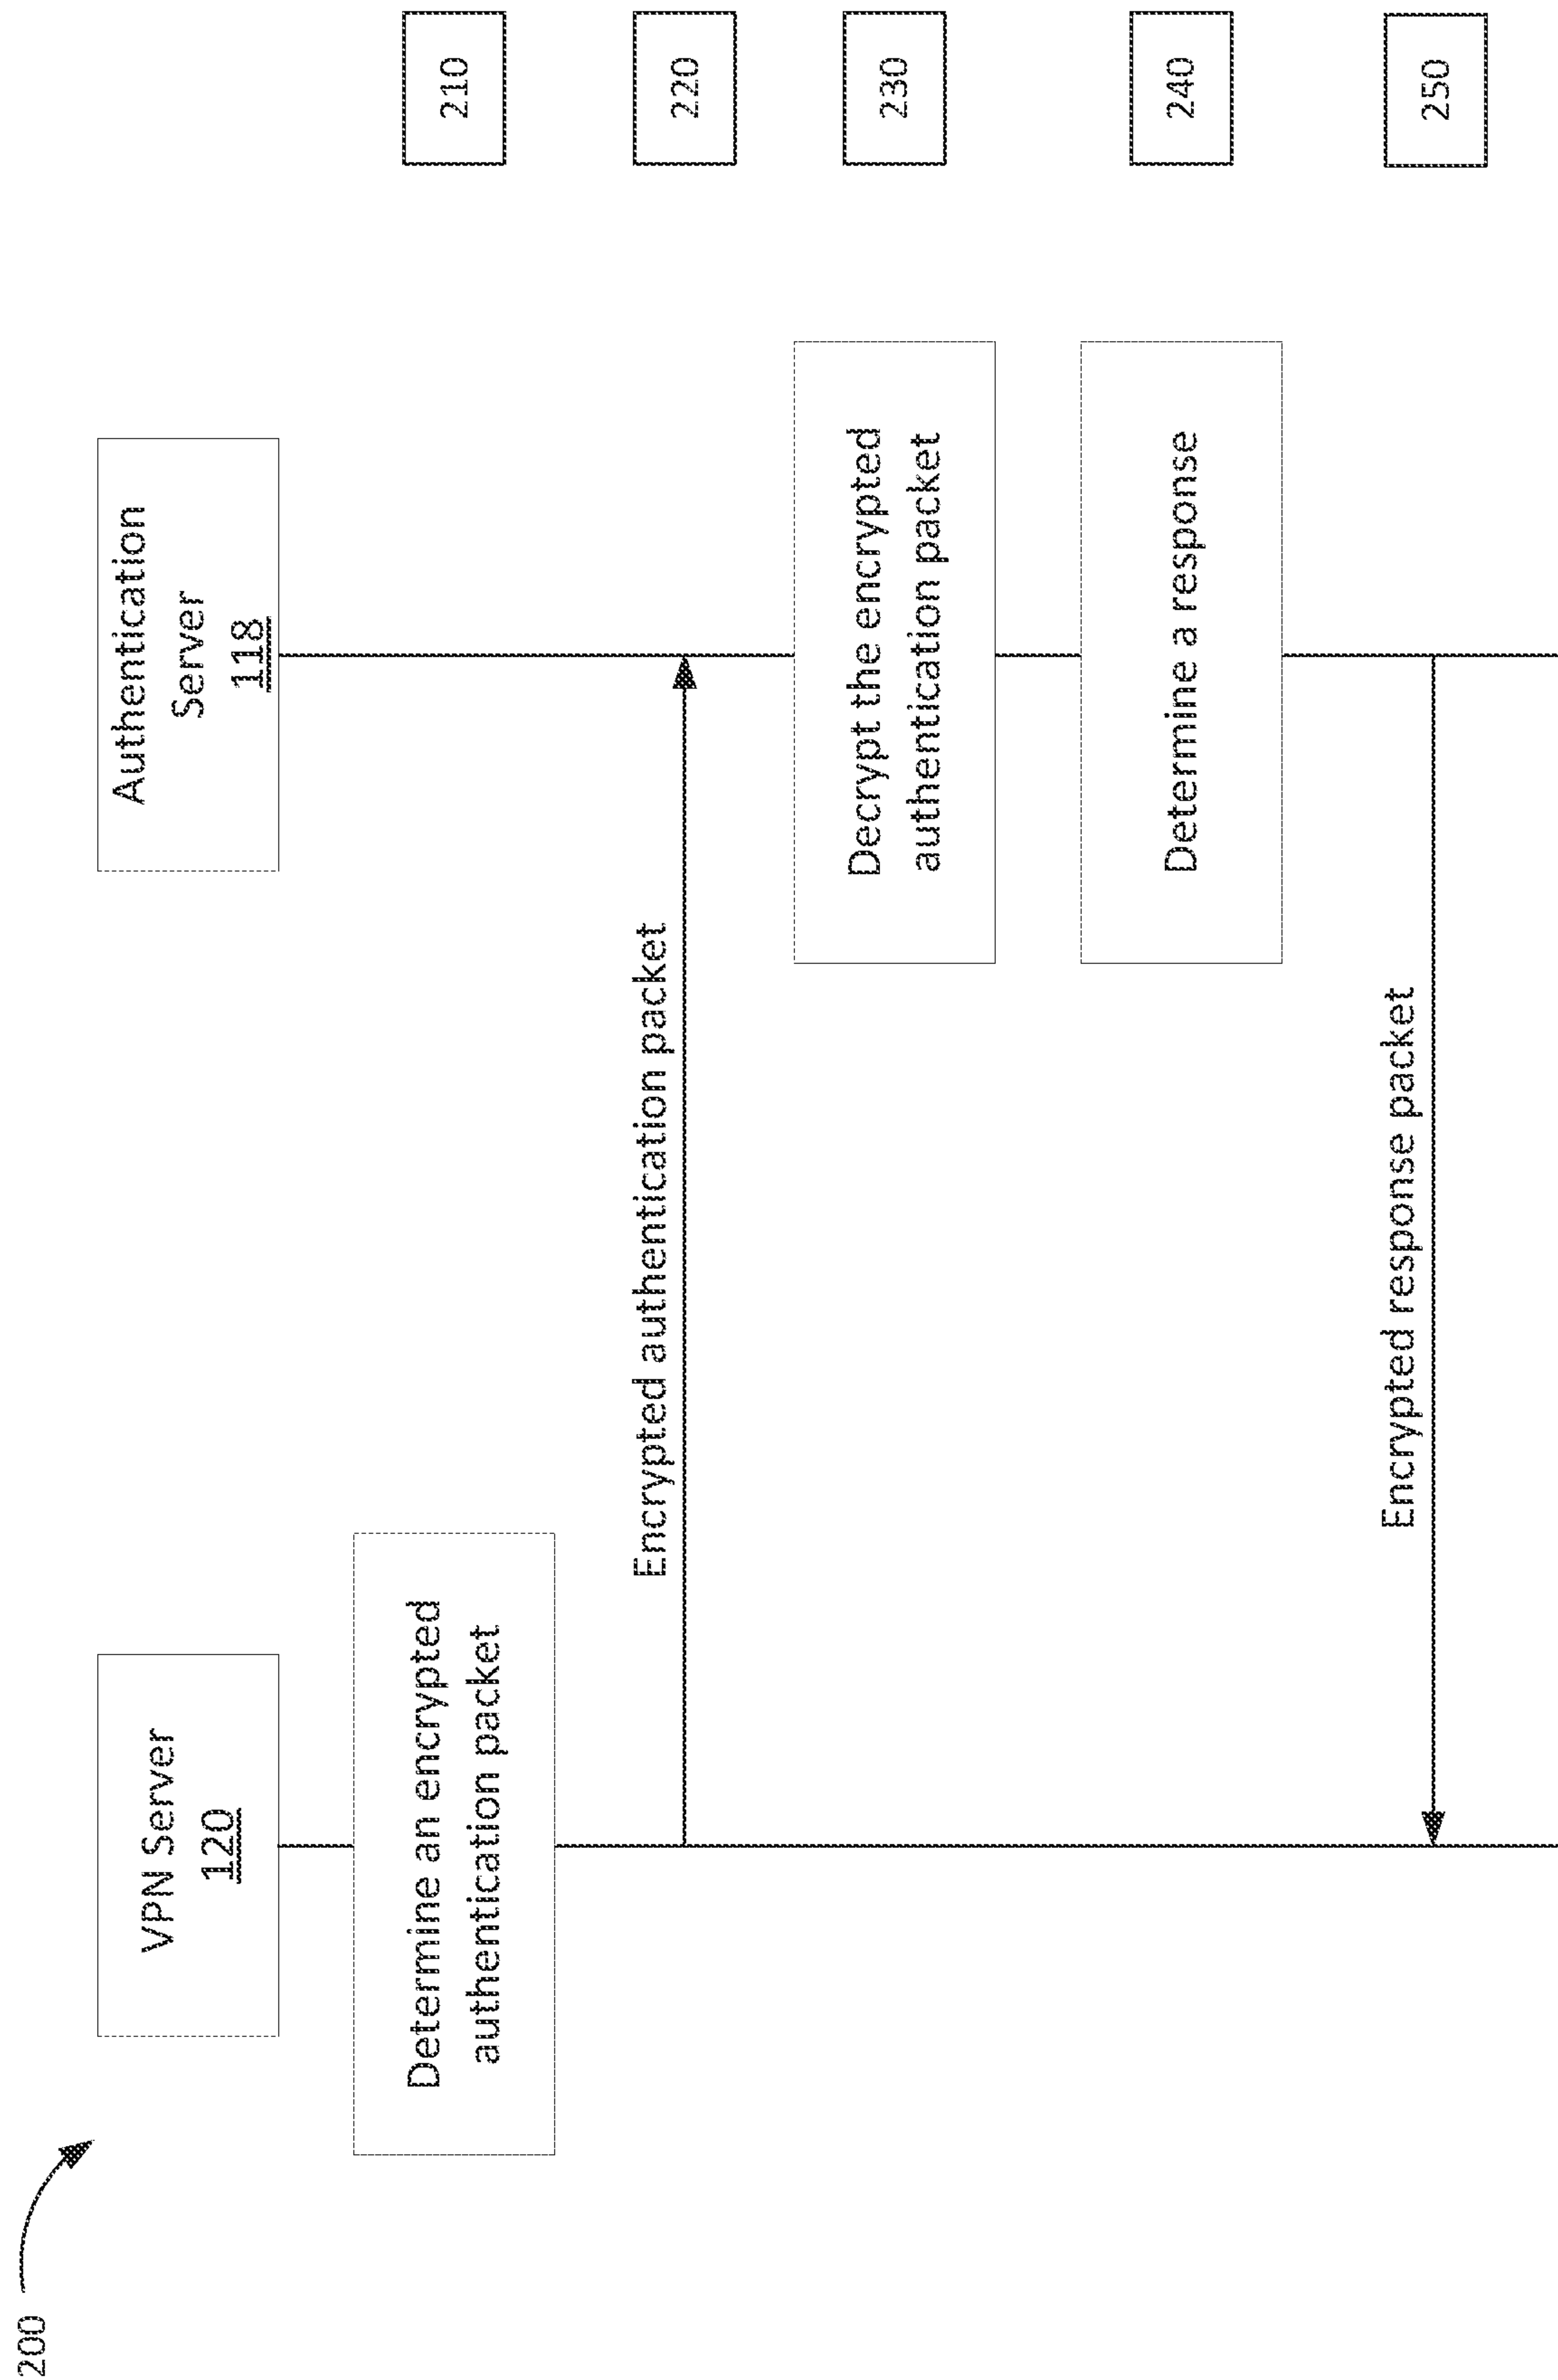 200
VPN Server
120
Authentication
Server
118
Determine an encrypted
authentication packet
210
Encrypted authentication packet
220
Decrypt the encrypted
authentication packet
230
Determine a response
240
Encrypted response packet
250